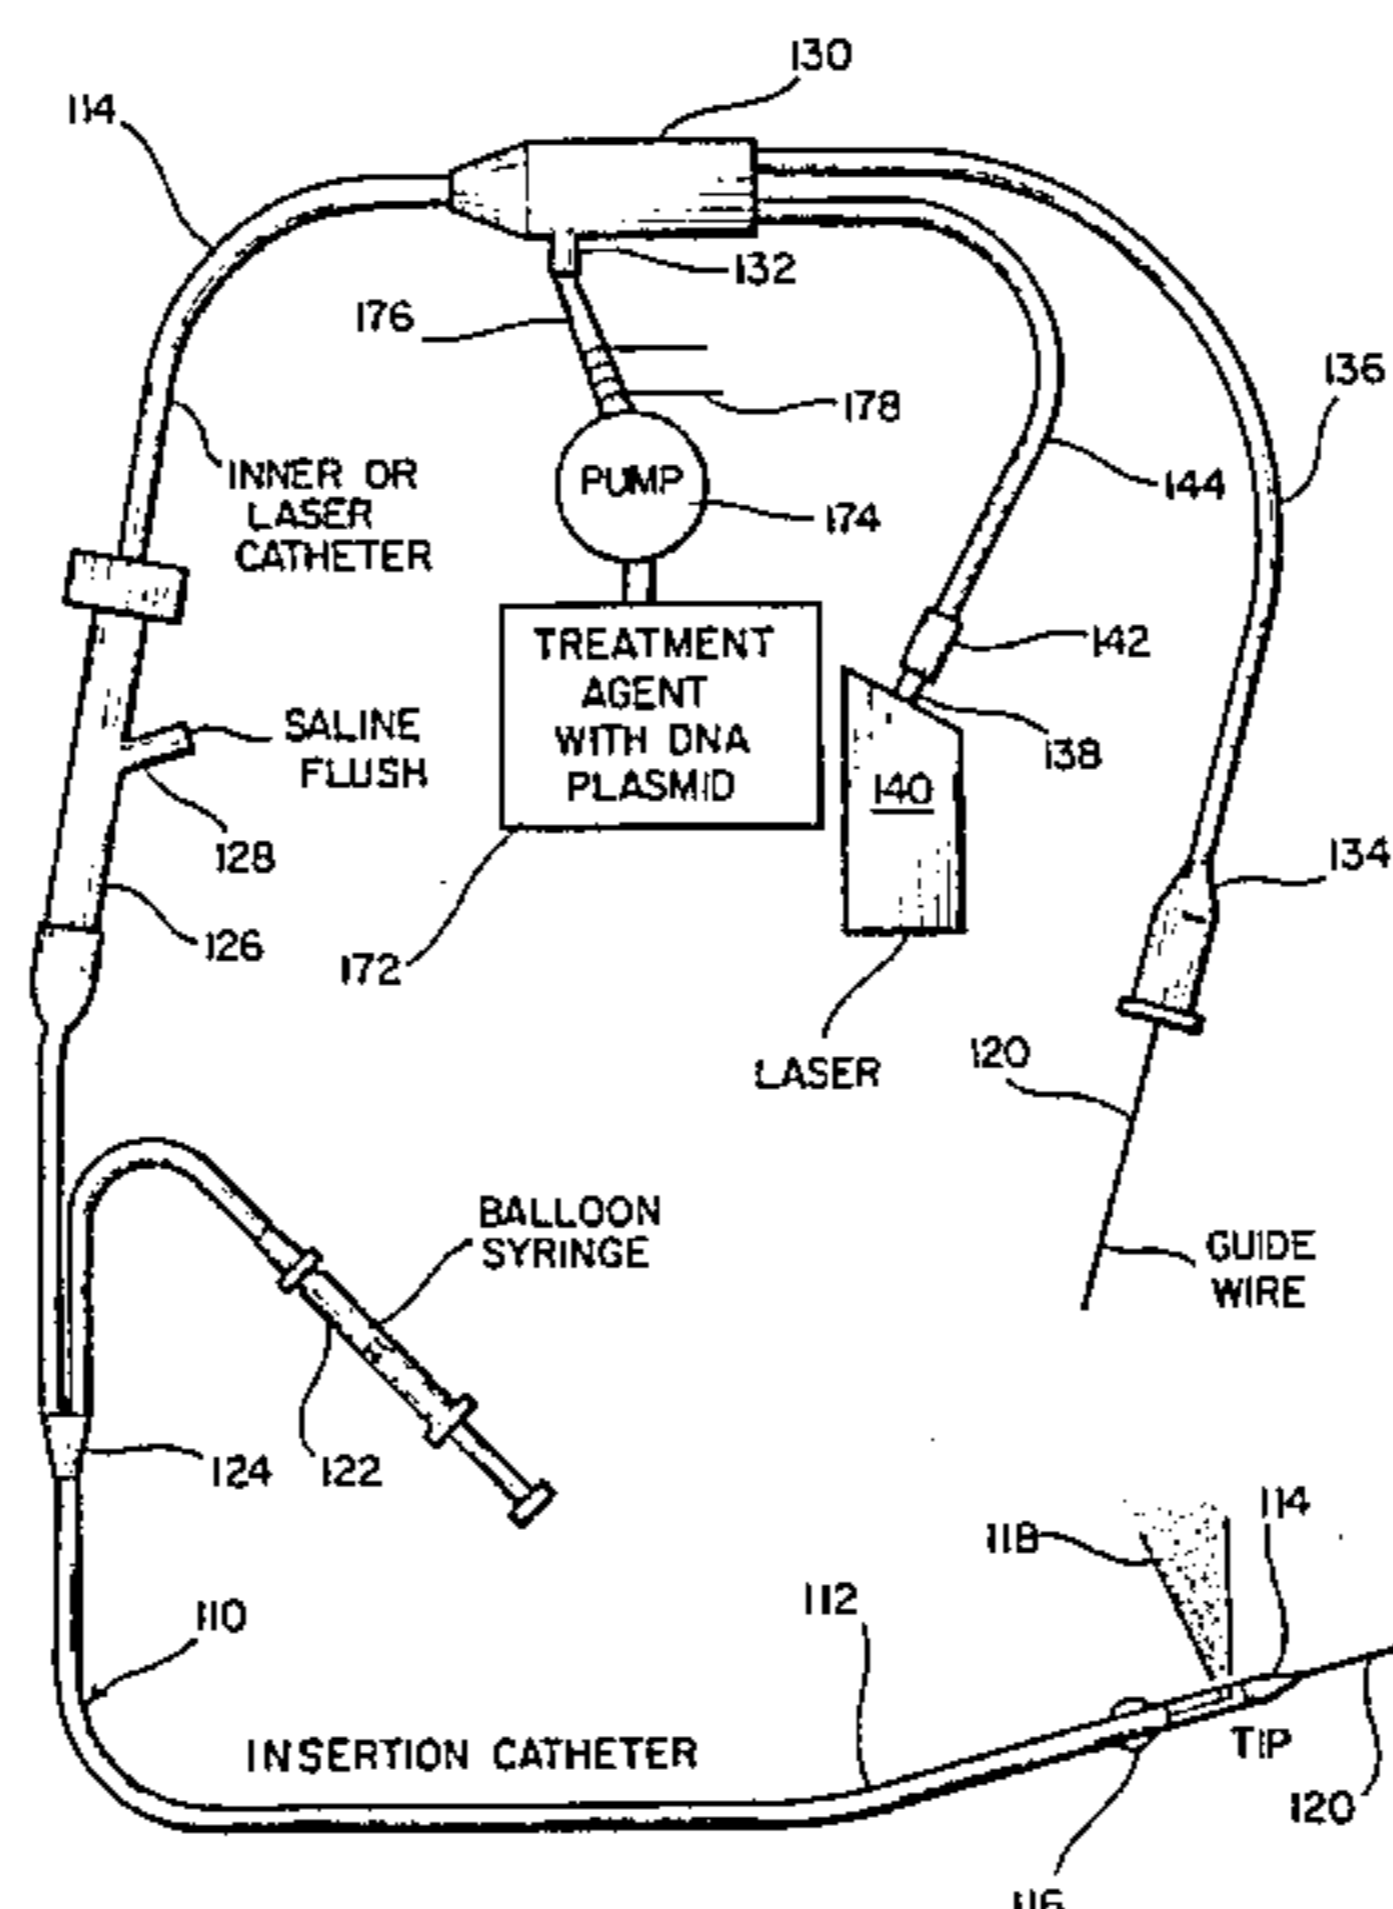 130
114
132
176
136
178
INNER OR
LASER
CATHETER
PUMP
144
174
TREATMENT
AGENT
WITH DNA
PLASMID
142
SALINE
FLUSH
138
140
128
134
126
172
LASER
120
BALLOON
SYRINGE
GUIDE
WIRE
124
122
114
118
112
110
INSERTION CATHETER
TIP
120
116